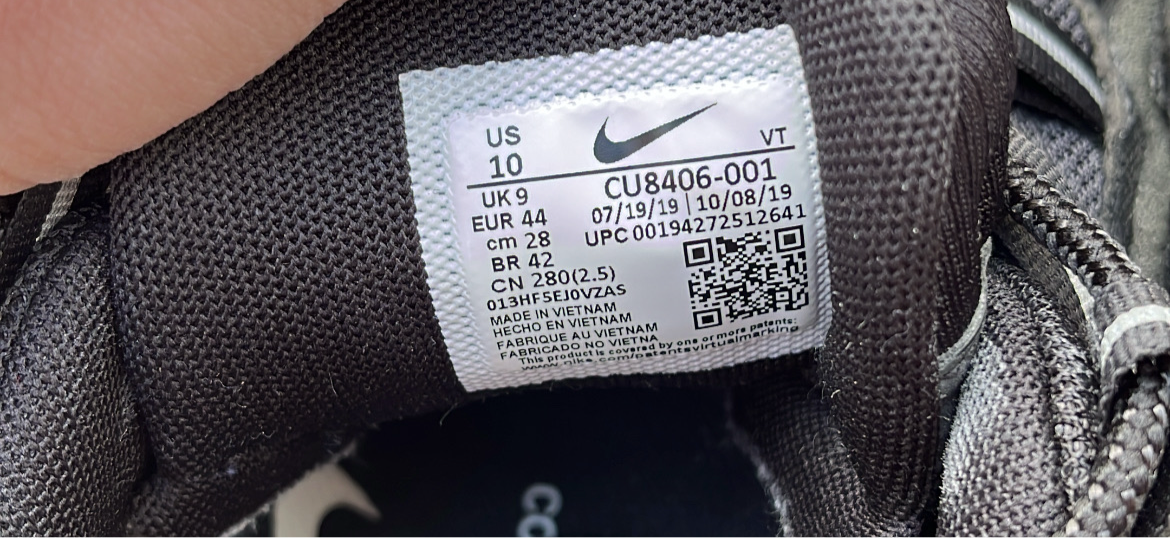 US
10
VT
UK 9
EUR 44
cm 28
BR 42
CN 280(2.5)
013HF5EJ0VZAS
CU8406-001
07/19/19 | 10/08/19
UPC 00194272512641
MADE IN VIETNAM
HECHO EN VIETNAM
FABRIQUE AU VIETNAM
FABRICADO NO VIETNA
This product is covered by one or more patents:
www.nike.com/patentsvirtualmarking
CO